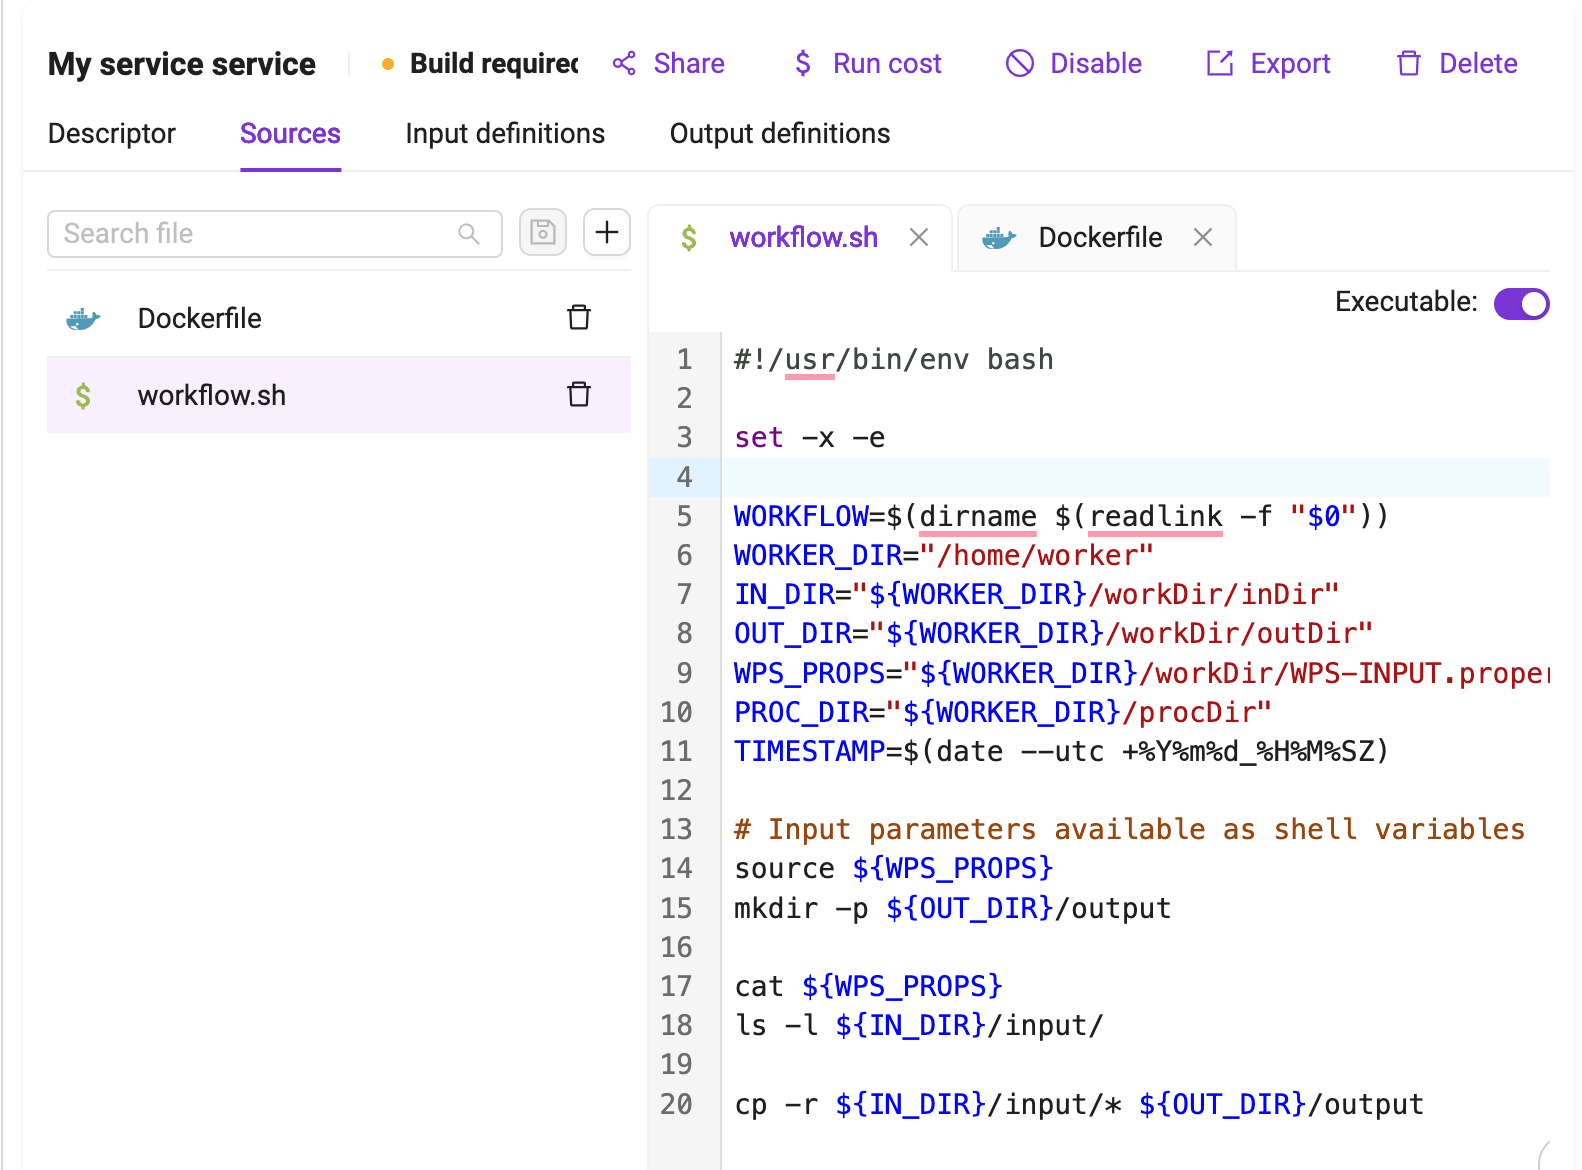 My service service
Build required
Share
$ Run cost
Disable
Export
Delete
Descriptor
Sources
Input definitions
Output definitions
Search file
$ workflow.sh
Dockerfile
Executable:
Dockerfile
$ workflow.sh
1 #!/usr/bin/env bash
2
3 set -x -e
4
5 WORKFLOW=$(dirname $(readlink -f "$0"))
6 WORKER_DIR="/home/worker"
7 IN_DIR="${WORKER_DIR}/workDir/inDir"
8 OUT_DIR="${WORKER_DIR}/workDir/outDir"
9 WPS_PROPS="${WORKER_DIR}/workDir/WPS-INPUT.proper
10 PROC_DIR="${WORKER_DIR}/procDir"
11 TIMESTAMP=$(date --utc +%Y%m%d_%H%M%SZ)
12
13 # Input parameters available as shell variables
14 source ${WPS_PROPS}
15 mkdir -p ${OUT_DIR}/output
16
17 cat ${WPS_PROPS}
18 ls -l ${IN_DIR}/input/
19
20 cp -r ${IN_DIR}/input/* ${OUT_DIR}/output